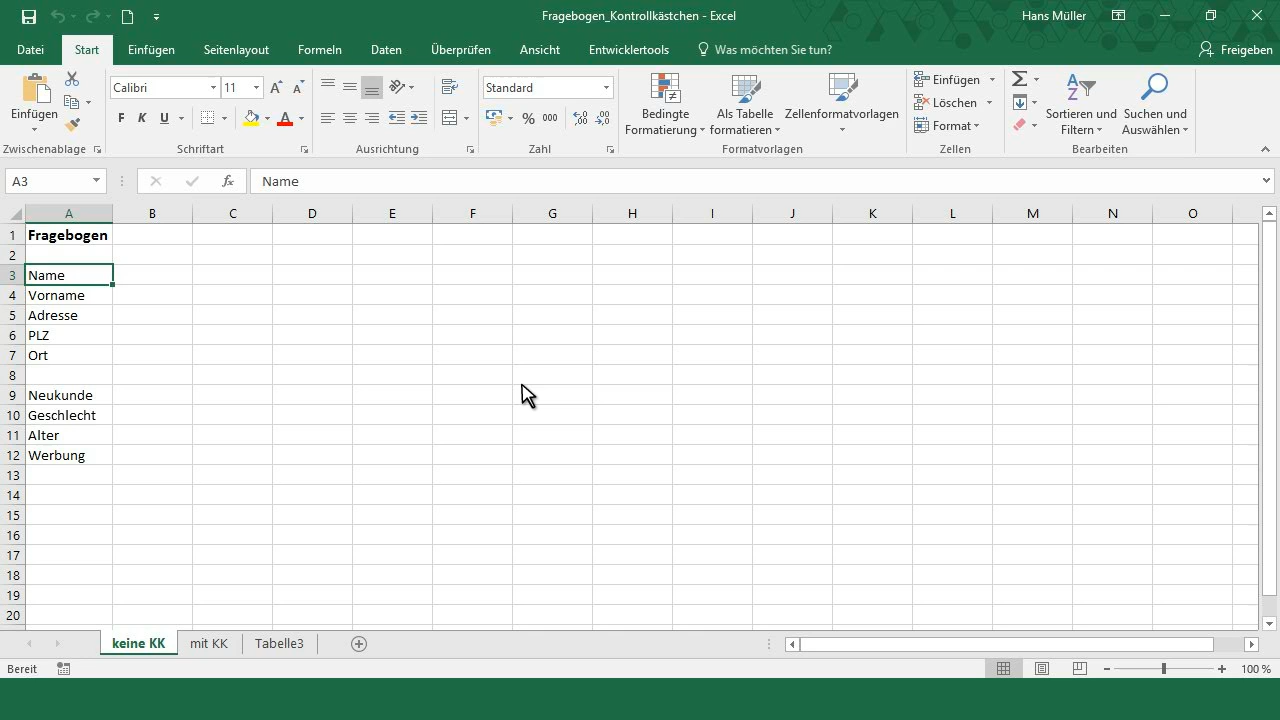 Fragebogen_Kontrollkästchen - Excel
Hans Müller
Datei Start Einfügen Seitenlayout Formeln Daten Überprüfen Ansicht Entwicklertools Was möchten Sie tun? Freigeben
Einfügen
Zwischenablage
Calibri 11
F K U
Schriftart
Ausrichtung
Standard
% 000
Zahl
Bedingte Formatierung
Als Tabelle formatieren
Zellenformatvorlagen
Formatvorlagen
Einfügen
Löschen
Format
Zellen
Sortieren und Filtern
Suchen und Auswählen
Bearbeiten
A3 fx Name
A B C D E F G H I J K L M N O
1 Fragebogen
2
3 Name
4 Vorname
5 Adresse
6 PLZ
7 Ort
8
9 Neukunde
10 Geschlecht
11 Alter
12 Werbung
13
14
15
16
17
18
19
20
keine KK mit KK Tabelle3
Bereit 100 %